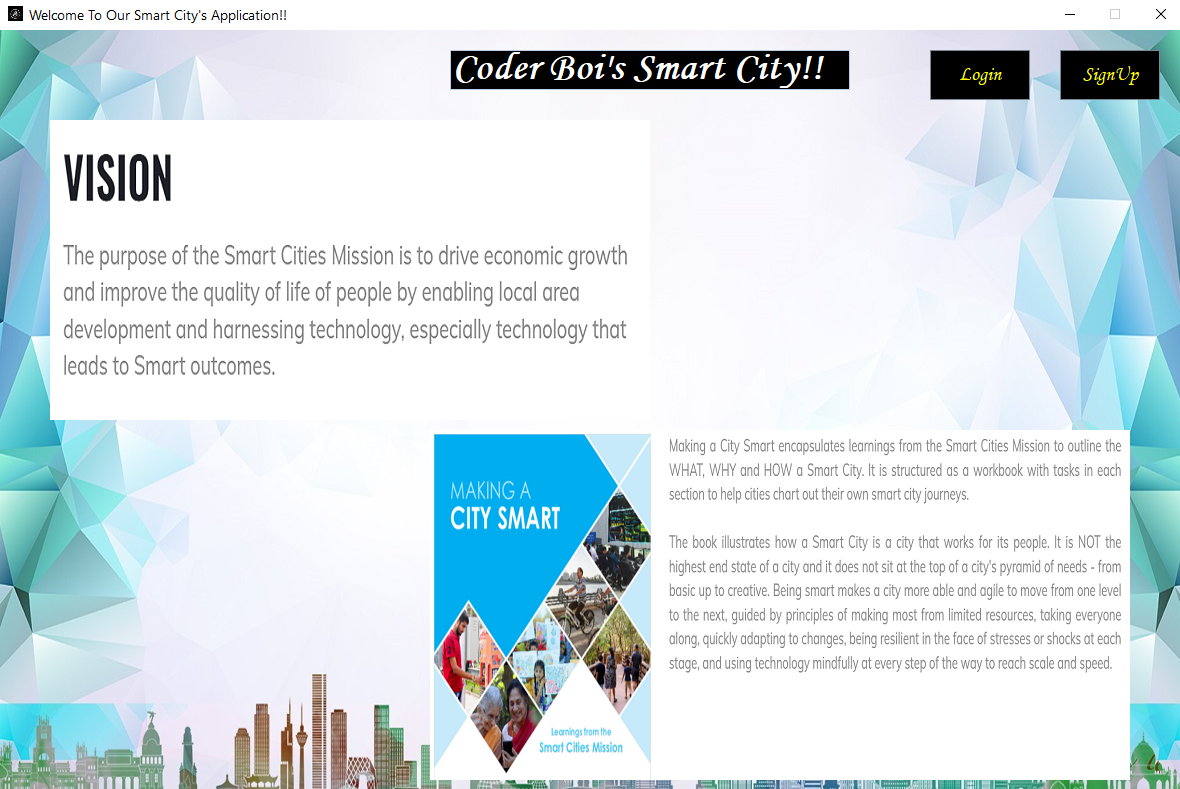 Welcome To Our Smart City's Application!!
Coder Boi's Smart City!!
Login
SignUp
VISION
The purpose of the Smart Cities Mission is to drive economic growth
and improve the quality of life of people by enabling local area
development and harnessing technology, especially technology that
leads to Smart outcomes.
MAKING A
CITY SMART
Learnings from the
Smart Cities Mission
Making a City Smart encapsulates learnings from the Smart Cities Mission to outline the
WHAT, WHY and HOW a Smart City. It is structured as a workbook with tasks in each
section to help cities chart out their own smart city journeys.
The book illustrates how a Smart City is a city that works for its people. It is NOT the
highest end state of a city and it does not sit at the top of a city's pyramid of needs - from
basic up to creative. Being smart makes a city more able and agile to move from one level
to the next, guided by principles of making most from limited resources, taking everyone
along, quickly adapting to changes, being resilient in the face of stresses or shocks at each
stage, and using technology mindfully at every step of the way to reach scale and speed.